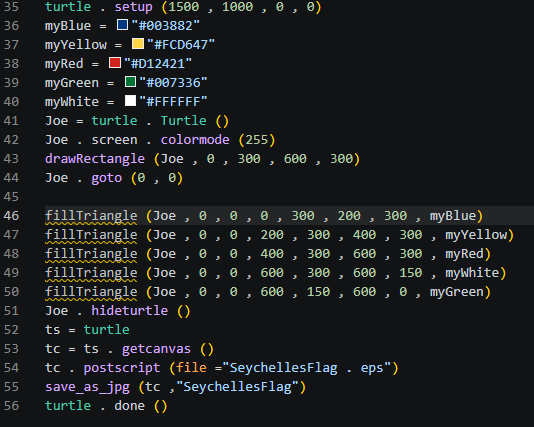 35 turtle . setup (1500 , 1000 , 0 , 0)
36 myBlue = "#003882"
37 myYellow = "#FCD647"
38 myRed = "#D12421"
39 myGreen = "#007336"
40 myWhite = "#FFFFFF"
41 Joe = turtle . Turtle ()
42 Joe . screen . colormode (255)
43 drawRectangle (Joe , 0 , 300 , 600 , 300)
44 Joe . goto (0 , 0)
45
46 fillTriangle (Joe , 0 , 0 , 0 , 300 , 200 , 300 , myBlue)
47 fillTriangle (Joe , 0 , 0 , 200 , 300 , 400 , 300 , myYellow)
48 fillTriangle (Joe , 0 , 0 , 400 , 300 , 600 , 300 , myRed)
49 fillTriangle (Joe , 0 , 0 , 600 , 300 , 600 , 150 , myWhite)
50 fillTriangle (Joe , 0 , 0 , 600 , 150 , 600 , 0 , myGreen)
51 Joe . hideturtle ()
52 ts = turtle
53 tc = ts . getcanvas ()
54 tc . postscript (file ="SeychellesFlag . eps")
55 save_as_jpg (tc ,"SeychellesFlag")
56 turtle . done ()